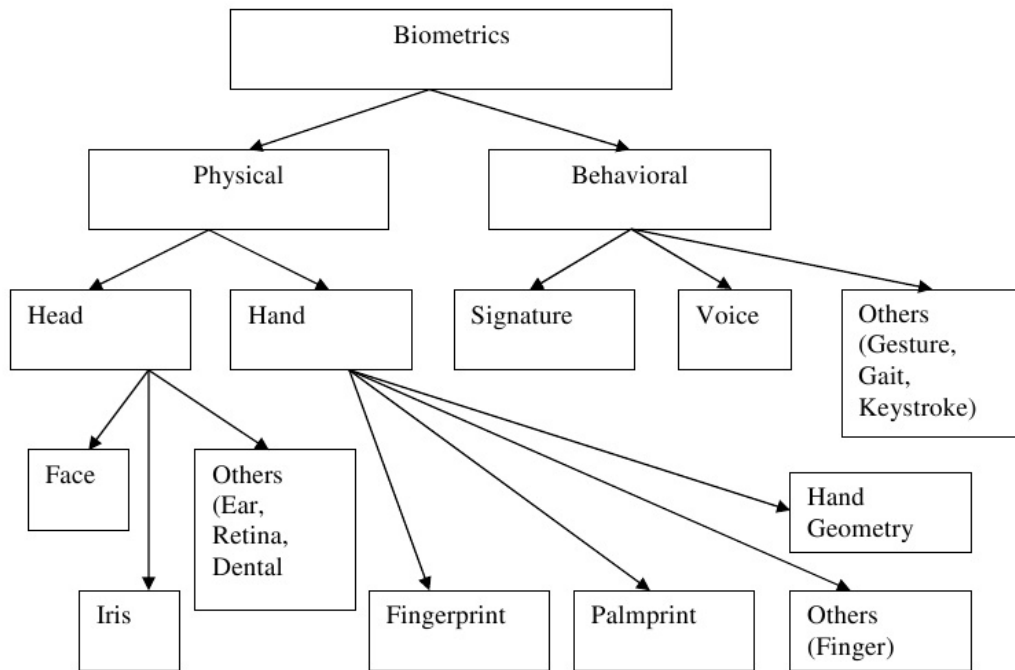 Biometrics
Physical
Behavioral
Head
Hand
Signature
Voice
Others
(Gesture,
Gait,
Keystroke)
Face
Others
(Ear,
Retina,
Dental
Hand
Geometry
Iris
Fingerprint
Palmprint
Others
(Finger)